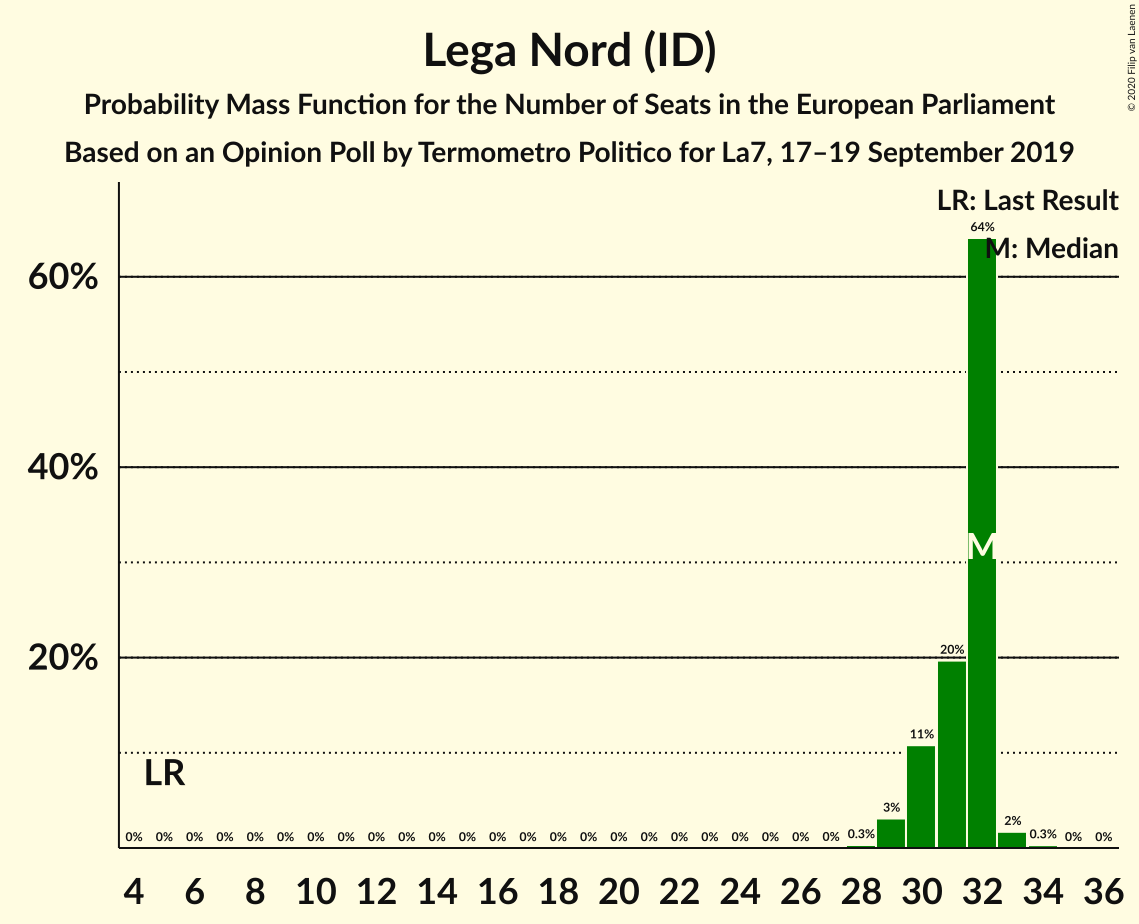 Lega Nord (ID)
Probability Mass Function for the Number of Seats in the European Parliament
Based on an Opinion Poll by Termometro Politico for La7, 17–19 September 2019
© 2020 Filip van Laenen
LR: Last Result
M: Median
60%
40%
20%
64%
M
20%
11%
LR
3%
2%
0% 0% 0% 0% 0% 0% 0% 0% 0% 0% 0% 0% 0% 0% 0% 0% 0% 0% 0% 0% 0% 0% 0% 0% 0.3% 0.3% 0% 0%
4 6 8 10 12 14 16 18 20 22 24 26 28 30 32 34 36